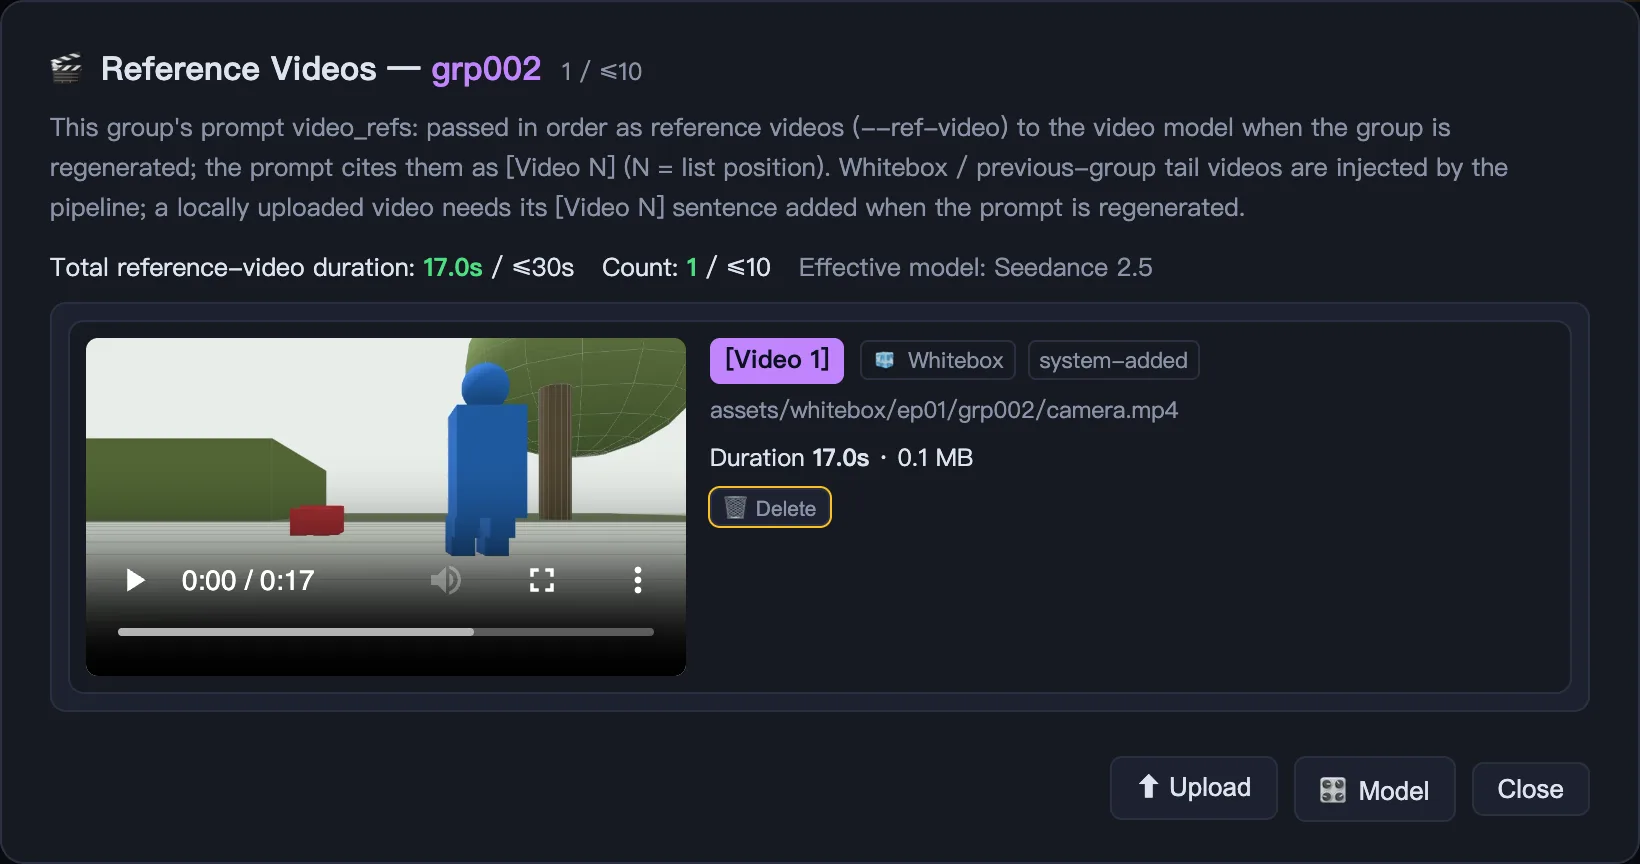 Reference Videos — grp002 1 / ≤10
This group's prompt video_refs: passed in order as reference videos (--ref-video) to the video model when the group is
regenerated; the prompt cites them as [Video N] (N = list position). Whitebox / previous-group tail videos are injected by the
pipeline; a locally uploaded video needs its [Video N] sentence added when the prompt is regenerated.
Total reference-video duration: 17.0s / ≤30s Count: 1 / ≤10 Effective model: Seedance 2.5
[Video 1] Whitebox system-added
assets/whitebox/ep01/grp002/camera.mp4
Duration 17.0s · 0.1 MB
Delete
0:00 / 0:17
Upload Model Close